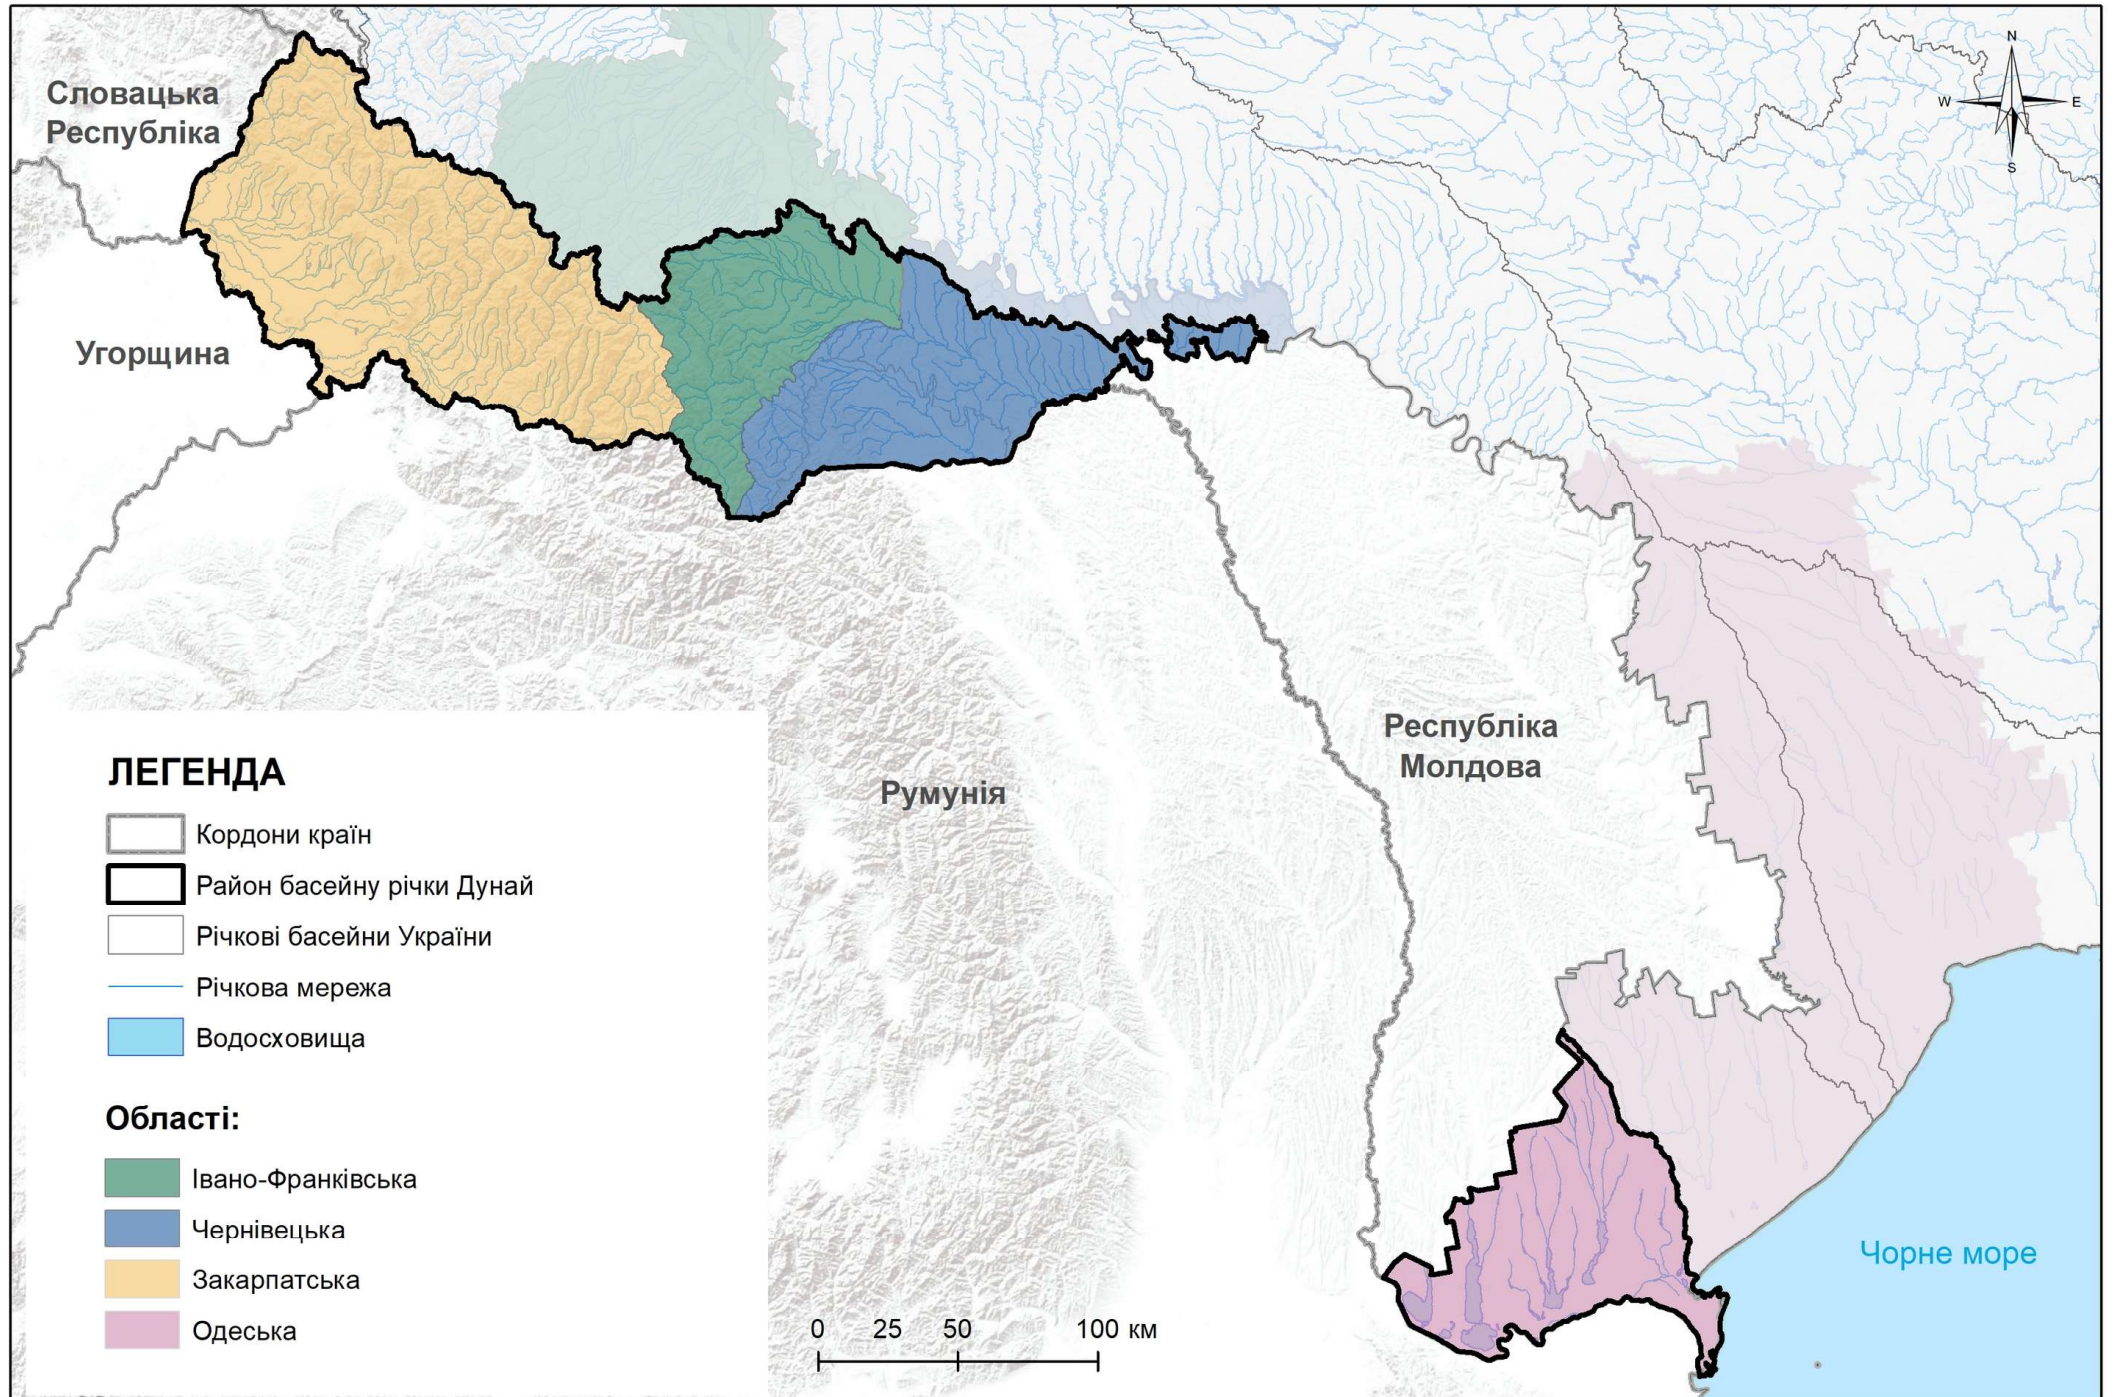 N
W
E
S
Словацька
Республіка
Угорщина
Румунія
Республіка
Молдова
Чорне море
ЛЕГЕНДА
Кордони країн
Район басейну річки Дунай
Річкові басейни України
Річкова мережа
Водосховища
Області:
Івано-Франківська
Чернівецька
Закарпатська
Одеська
0 25 50 100 км